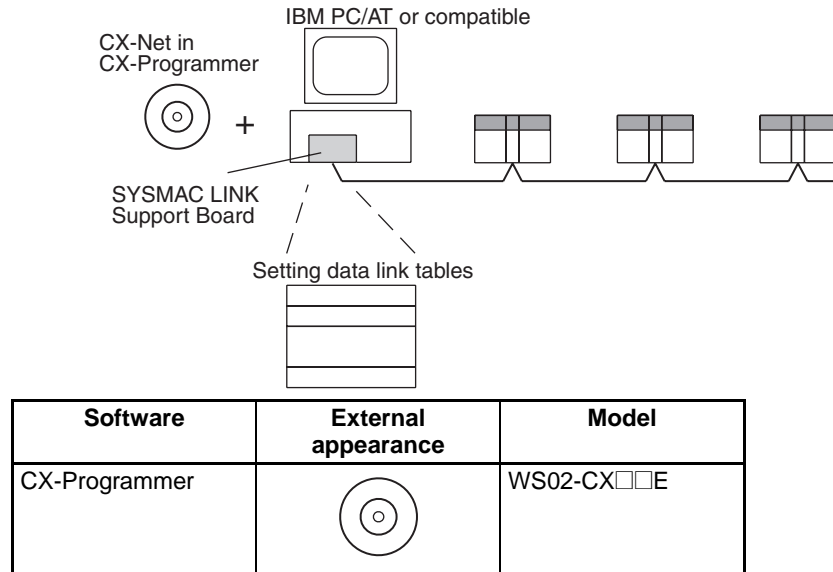 IBM PC/AT or compatible
CX-Net in
CX-Programmer
+
SYSMAC LINK
Support Board
Setting data link tables
Software
External
appearance
Model
CX-Programmer
WS02-CX□□E